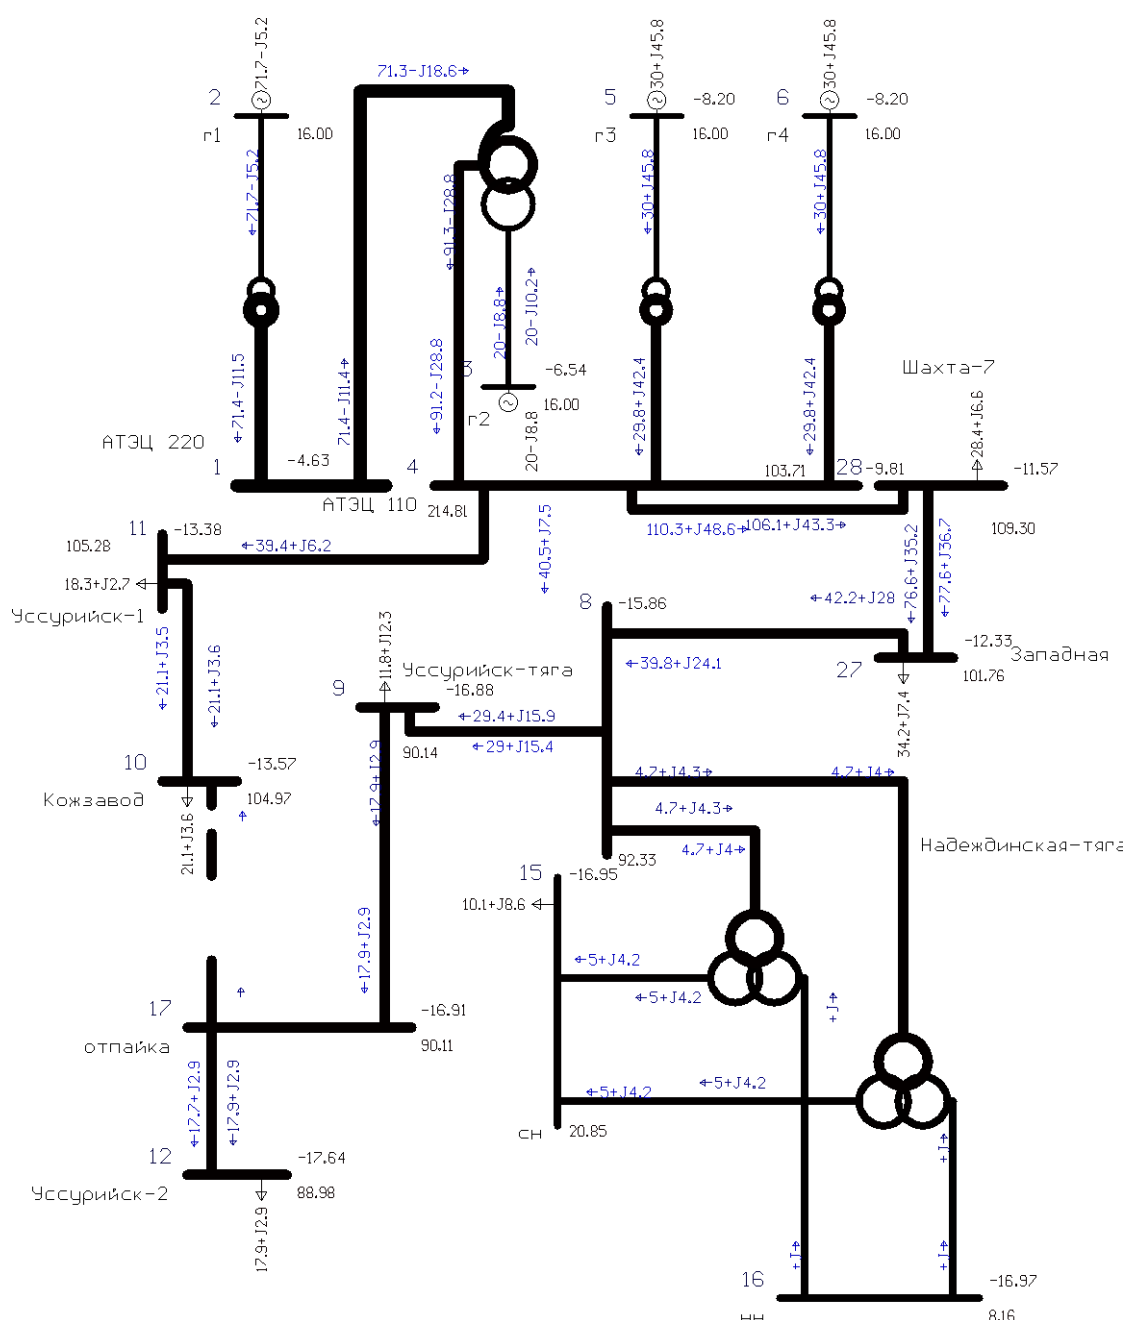 71.7-J5.2
71.3-J18.6→
30+J45.8
30+J45.8
2
5
-8.20
6
-8.20
16.00
16.00
16.00
г1
г3
г4
←71.7-J5.2
←91.3-J28.8
←30+J45.8
←30+J45.8
20-J8.8→
20-J10.2→
←71.4-J11.5
71.4-J11.4→
←91.2-J28.8
←29.8+J42.4
←29.8+J42.4
3
-6.54
16.00
г2
20-J8.8
Шахта-7
28.4+J6.6
АТЭЦ 220
1
-4.63
4
103.71
28
-9.81
-11.57
АТЭЦ 110
214.81
109.30
11
-13.38
105.28
←39.4+J6.2
←40.5+J7.5
110.3+J48.6→
106.1+J43.3→
←76.6+J35.2
←77.6+J36.7
18.3+J2.7
Уссурийск-1
8
-15.86
←42.2+J28
-12.33
Западная
27
101.76
←39.8+J24.1
34.2+J7.4
←21.1+J3.5
←21.1+J3.6
11.8+J12.3
Уссурийск-тяга
9
-16.88
←29.4+J15.9
←29+J15.4
90.14
←17.9+J2.9
10
-13.57
104.97
Кожзавод
21.1+J3.6
4.7+J4.3→
4.7+J4→
4.7+J4.3→
4.7+J4→
92.33
Надеждинская-тяга
15
-16.95
10.1+J8.6
←17.9+J2.9
←5+J4.2
←5+J4.2
+J→
17
-16.91
отпайка
90.11
←5+J4.2
←5+J4.2
←17.7+J2.9
←17.9+J2.9
сн
20.85
+J→
12
-17.64
Уссурийск-2
88.98
17.9+J2.9
+J→
+J→
16
-16.97
нн
8.16